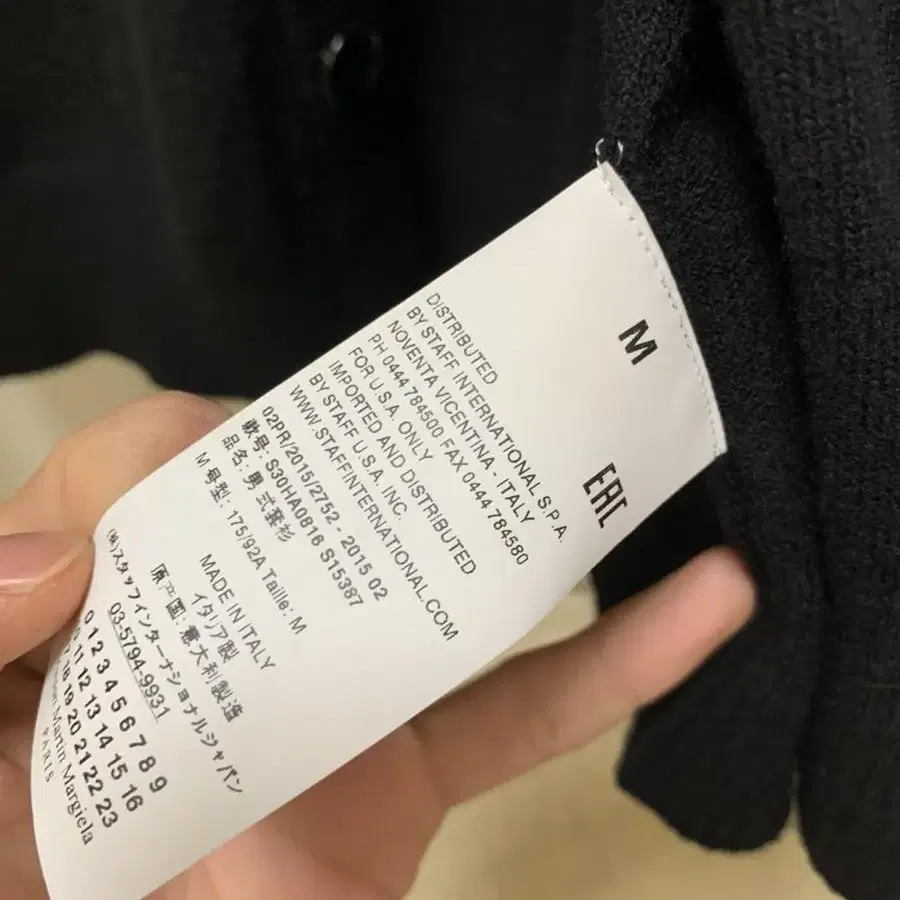 M
EAC
DISTRIBUTED
BY STAFF INTERNATIONAL S.P.A.
NOVENTA VICENTINA - ITALY
PH 0444 784500 FAX 0444 784580
FOR U.S.A. ONLY
IMPORTED AND DISTRIBUTED
BY STAFF U.S.A. INC.
WWW.STAFFINTERNATIONAL.COM
02PR/2015/2752 - 2015 02
款号: S30HA0816 S15387
品名: 男 式
M 号型: 175/92A Taille: M
MADE IN ITALY
イタリア製
原产国: 意大利製造
(株)スタッフインターナショナルジャパン
03-5794-9931
0 1 2 3 4 5 6 7 8 9
10 11 12 13 14 15 16
17 18 19 20 21 22 23
Martin Margiela
PARIS